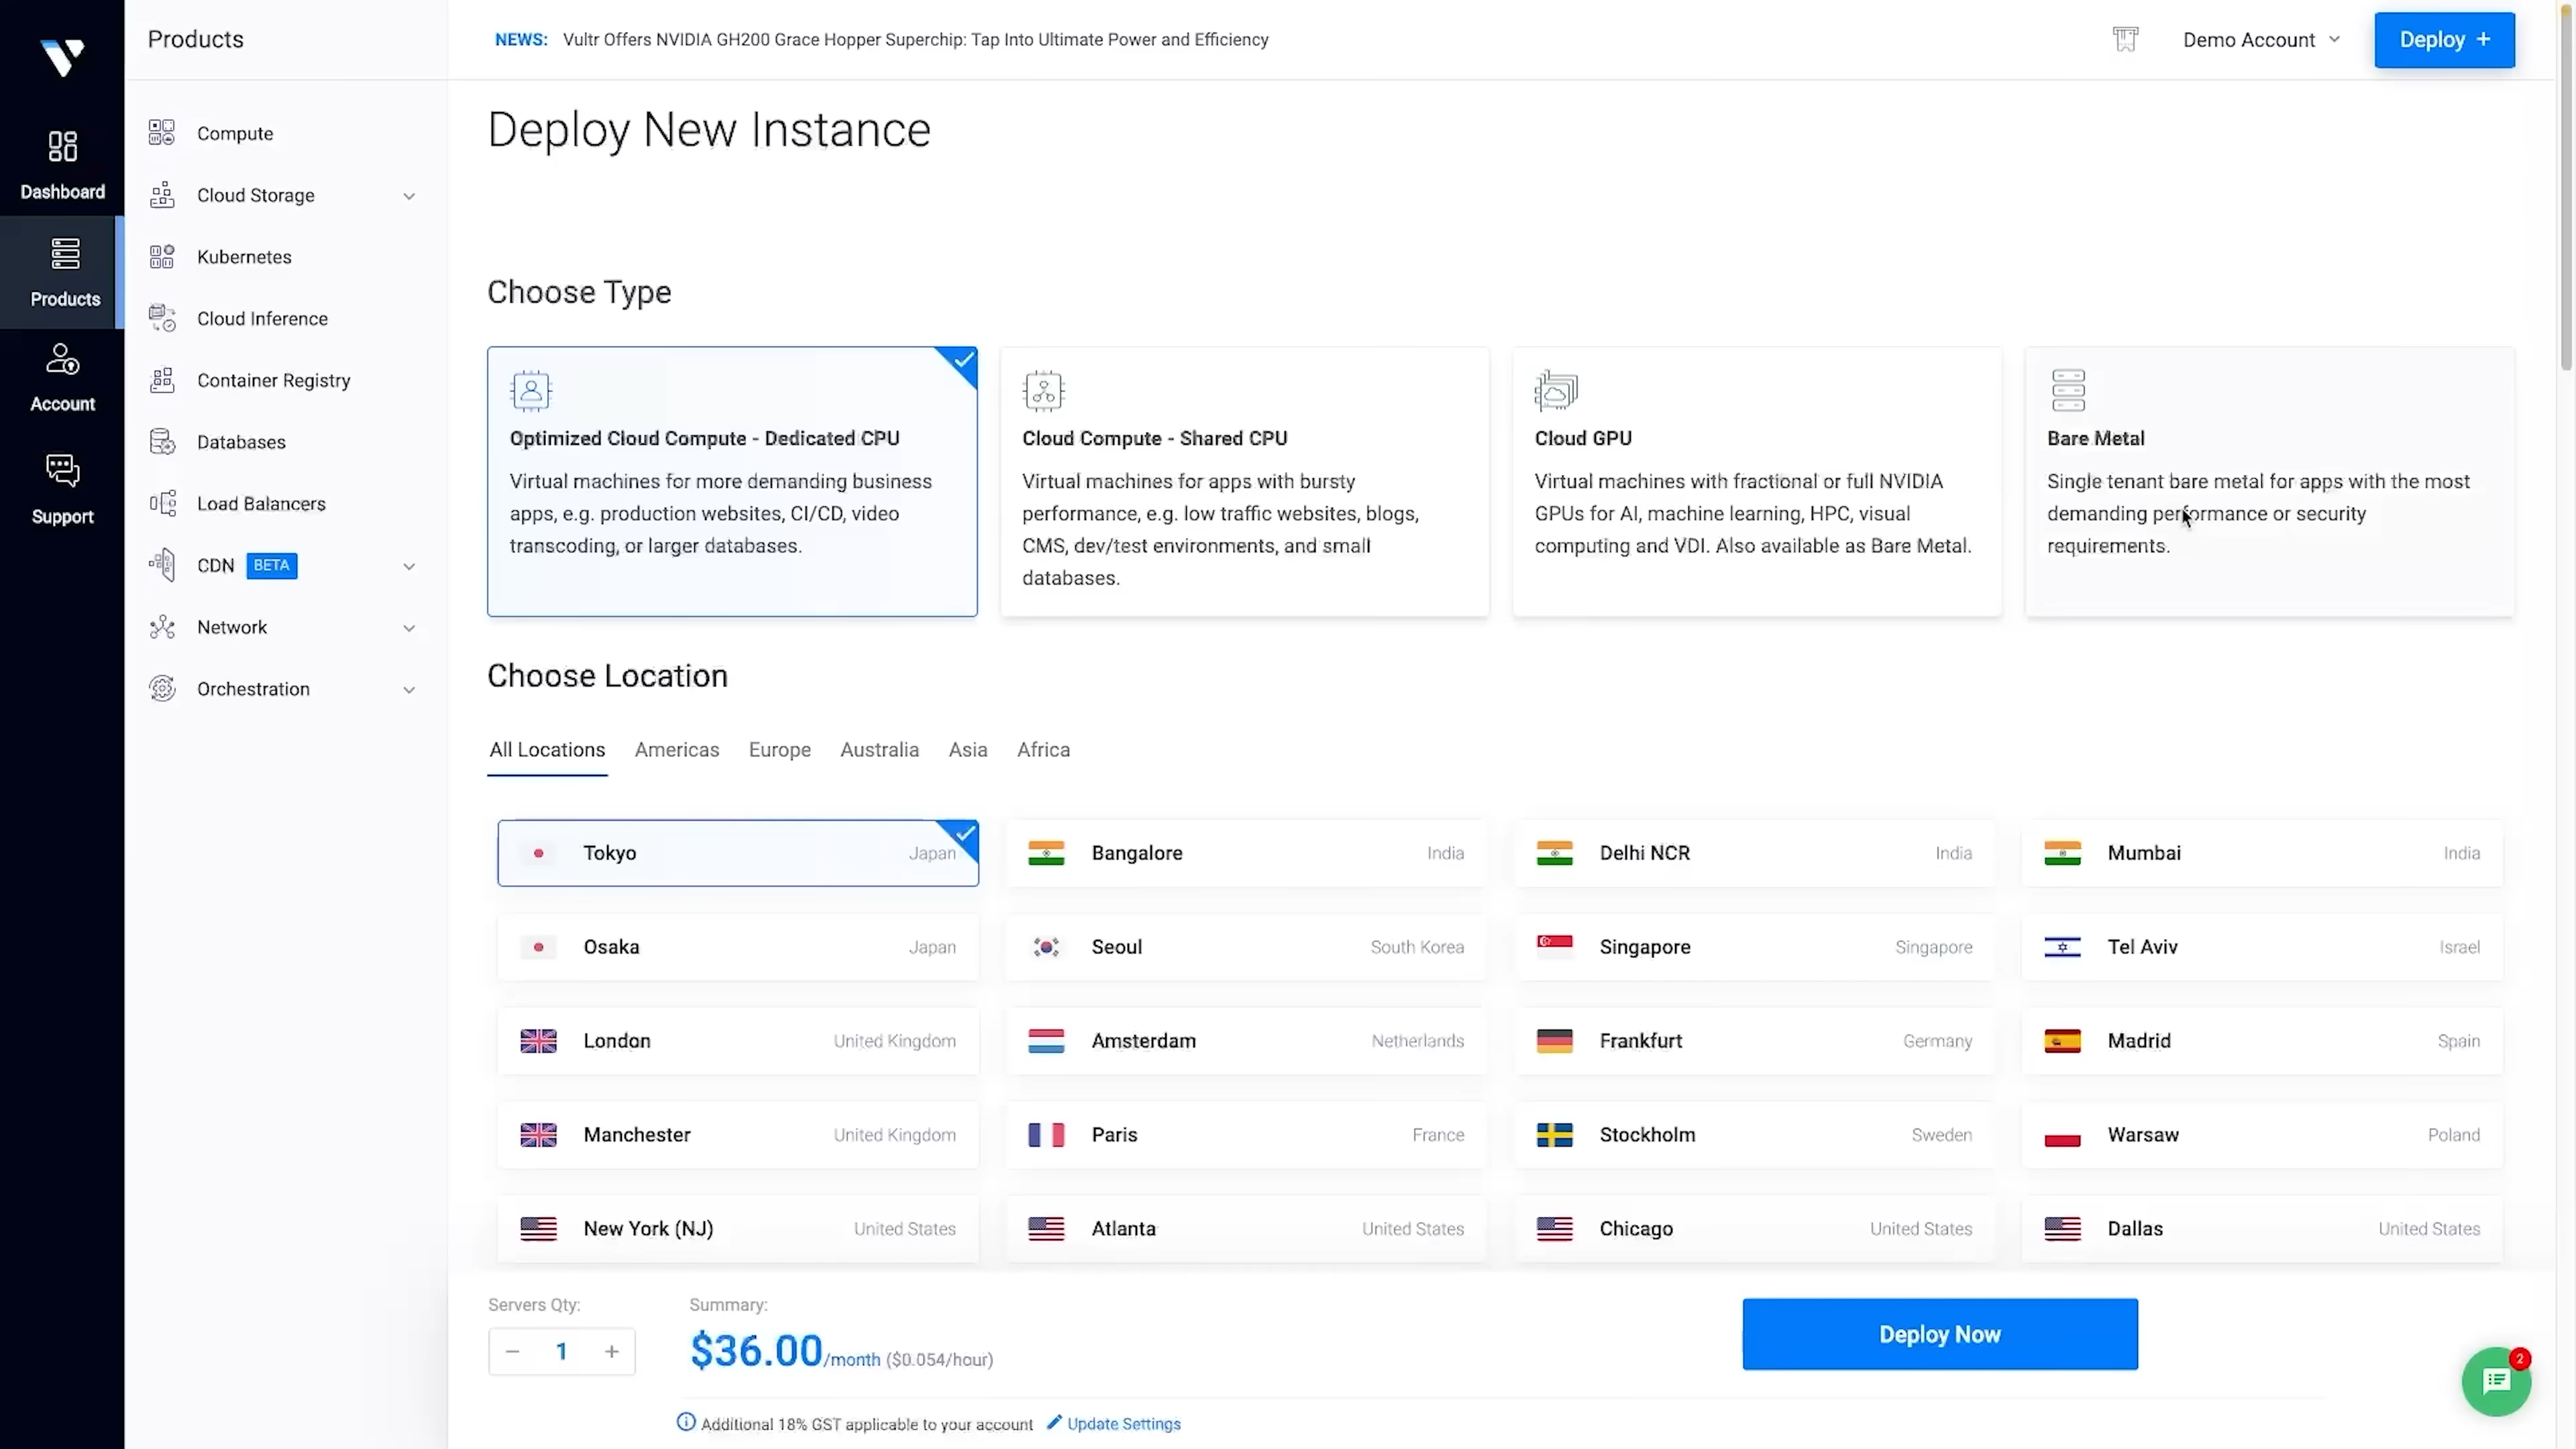 Products
NEWS: Vultr Offers NVIDIA GH200 Grace Hopper Superchip: Tap Into Ultimate Power and Efficiency
Demo Account
Deploy +
Dashboard
Products
Account
Support
Compute
Cloud Storage
Kubernetes
Cloud Inference
Container Registry
Databases
Load Balancers
CDN BETA
Network
Orchestration
Deploy New Instance
Choose Type
Optimized Cloud Compute - Dedicated CPU
Virtual machines for more demanding business
apps, e.g. production websites, CI/CD, video
transcoding, or larger databases.
Cloud Compute - Shared CPU
Virtual machines for apps with bursty
performance, e.g. low traffic websites, blogs,
CMS, dev/test environments, and small
databases.
Cloud GPU
Virtual machines with fractional or full NVIDIA
GPUs for AI, machine learning, HPC, visual
computing and VDI. Also available as Bare Metal.
Bare Metal
Single tenant bare metal for apps with the most
demanding performance or security
requirements.
Choose Location
All Locations Americas Europe Australia Asia Africa
Tokyo Japan
Bangalore India
Delhi NCR India
Mumbai India
Osaka Japan
Seoul South Korea
Singapore Singapore
Tel Aviv Israel
London United Kingdom
Amsterdam Netherlands
Frankfurt Germany
Madrid Spain
Manchester United Kingdom
Paris France
Stockholm Sweden
Warsaw Poland
New York (NJ) United States
Atlanta United States
Chicago United States
Dallas United States
Servers Qty:
− 1 +
Summary:
$36.00/month ($0.054/hour)
Deploy Now
2
Additional 18% GST applicable to your account Update Settings